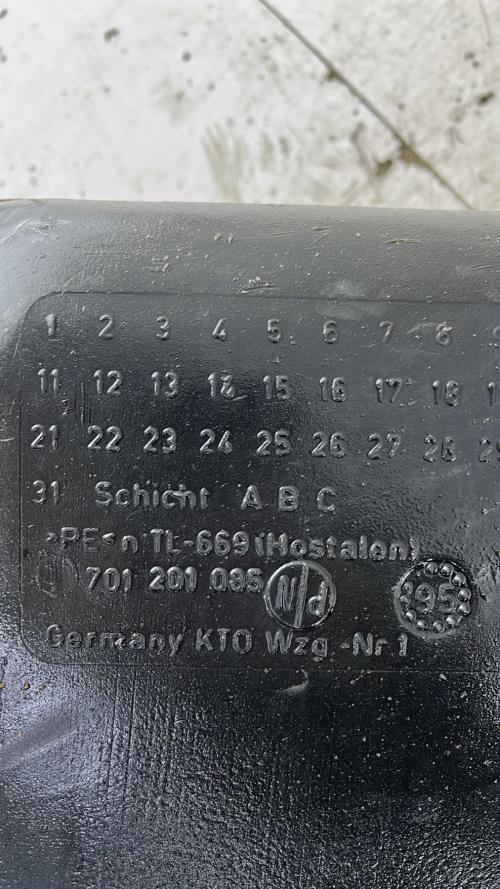 1 2 3 4 5 6 7 8 9
11 12 13 14 15 16 17 18
21 22 23 24 25 26 27 28 29
31 Schicht A B C
>PE< n.TL-669 (Hostalen)
701 201 085 N/d 95
Germany KTO Wzg.-Nr 1